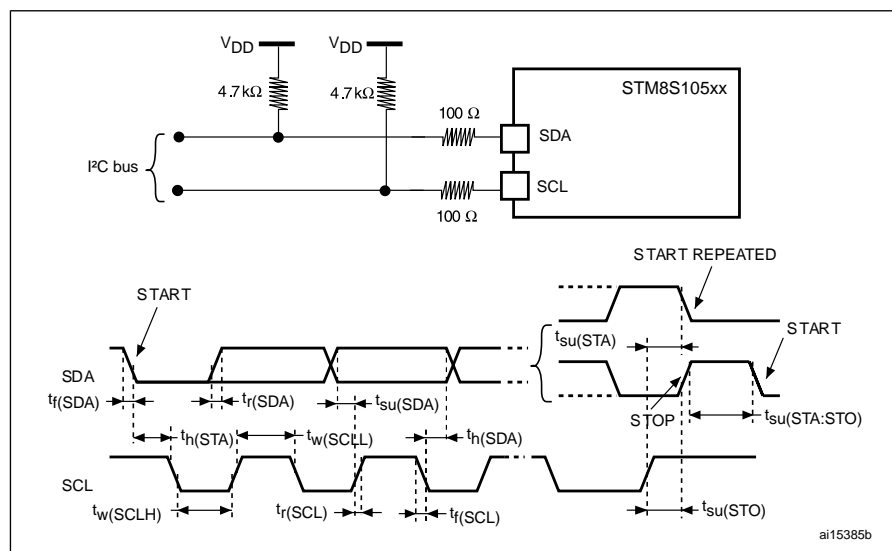 VDD VDD
4.7kΩ 4.7kΩ
STM8S105xx
100 Ω
SDA
I²C bus
SCL
100 Ω
START REPEATED
START
START
tsu(STA)
SDA
tf(SDA) tr(SDA) tsu(SDA)
STOP
tsu(STA:STO)
th(STA) tw(SCLL) th(SDA)
SCL
tw(SCLH) tr(SCL) tf(SCL) tsu(STO)
ai15385b